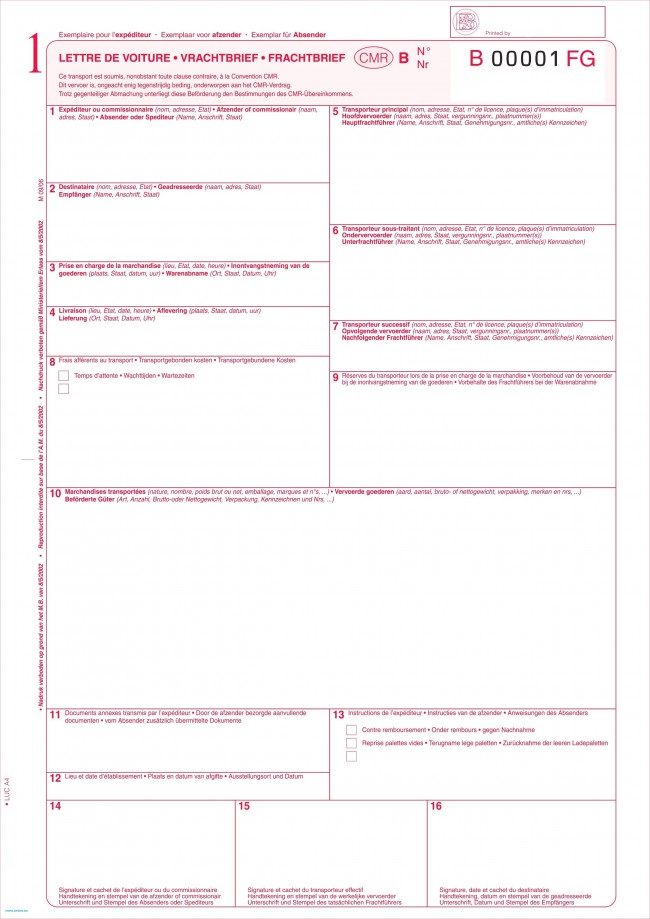 Exemplaire pour l'expéditeur - Exemplaar voor afzender - Exemplar für Absender
Printed by
1
LETTRE DE VOITURE • VRACHTBRIEF • FRACHTBRIEF
CMR B N° Nr
B 00001 FG
Ce transport est soumis, nonobstant toute clause contraire, à la Convention CMR.
Dit vervoer is, ongeacht enig tegenstrijdig beding, onderworpen aan het CMR-Verdrag.
Trotz gegenteiliger Abmachung unterliegt diese Beförderung den Bestimmungen des CMR-Übereinkommens.
1 Expéditeur ou commissionnaire (nom, adresse, Etat) • Afzender of commissionair (naam,
adres, Staat) • Absender oder Spediteur (Name, Anschrift, Staat)
2 Destinataire (nom, adresse, Etat) • Geadresseerde (naam, adres, Staat)
Empfänger (Name, Anschrift, Staat)
3 Prise en charge de la marchandise (lieu, Etat, date, heure) • Inontvangstneming van de
goederen (plaats, Staat, datum, uur) • Warenabname (Ort, Staat, Datum, Uhr)
4 Livraison (lieu, Etat, date, heure) • Aflevering (plaats, Staat, datum, uur)
Lieferung (Ort, Staat, Datum, Uhr)
5 Transporteur principal (nom, adresse, Etat, n° de licence, plaque(s) d'immatriculation)
Hoofdvervoerder (naam, adres, Staat, vergunningsnr., plaatnummer(s))
Hauptfrachtführer (Name, Anschrift, Staat, Genehmigungsnr., amtliche(s) Kennzeichen)
6 Transporteur sous-traitant (nom, adresse, Etat, n° de licence, plaque(s) d'immatriculation)
Ondervervoerder (naam, adres, Staat, vergunningsnr., plaatnummer(s))
Unterfrachtführer (Name, Anschrift, Staat, Genehmigungsnr., amtliche(s) Kennzeichen)
7 Transporteur successif (nom, adresse, Etat, n° de licence, plaque(s) d'immatriculation)
Opvolgende vervoerder (naam, adres, Staat, vergunningsnr., plaatnummer(s))
Nachfolgender Frachtführer (Name, Anschrift, Staat, Genehmigungsnr., amtliche(s) Kennzeichen)
8 Frais afférents au transport • Transportgebonden kosten • Transportgebundene Kosten
Temps d'attente • Wachttijden • Wartezeiten
9 Réserves du transporteur lors de la prise en charge de la marchandise • Voorbehoud van de vervoerder
bij de inontvangstneming van de goederen • Vorbehalte des Frachtführers bei der Warenabnahme
10 Marchandises transportées (nature, nombre, poids brut ou net, emballage, marques et n°s, ...) • Vervoerde goederen (aard, aantal, bruto- of nettogewicht, verpakking, merken en nrs, ...)
Beförderte Güter (Art, Anzahl, Brutto-oder Nettogewicht, Verpackung, Kennzeichnen und Nrs, ...)
11 Documents annexes transmis par l'expéditeur • Door de afzender bezorgde aanvullende
documenten • vom Absender zusätzlich übermittelte Dokumente
12 Lieu et date d'établissement • Plaats en datum van afgifte • Ausstellungsort und Datum
13 Instructions de l'expéditeur • Instructies van de afzender • Anweisungen des Absenders
Contre remboursement • Onder rembours • gegen Nachnahme
Reprise palettes vides • Terugname lege paletten • Zurücknahme der leeren Ladepaletten
14
Signature et cachet de l'expéditeur ou du commissionnaire
Handtekening en stempel van de afzender of commissionair
Unterschrift und Stempel des Absenders oder Spediteurs
15
Signature et cachet du transporteur effectif
Handtekening en stempel van de werkelijke vervoerder
Unterschrift und Stempel des tatsächlichen Frachtführers
16
Signature, date et cachet du destinataire
Handtekening, datum en stempel van de geadresseerde
Unterschrift, Datum und Stempel des Empfängers
• Nadruk verboden op grond van het M.B. van 8/5/2002 • Reproduction interdite sur base de l'A.M. du 8/5/2002 • Nachdruck verboten gemäß Ministeriellem Erlass vom 8/5/2002 M 09/06
• LUC A4